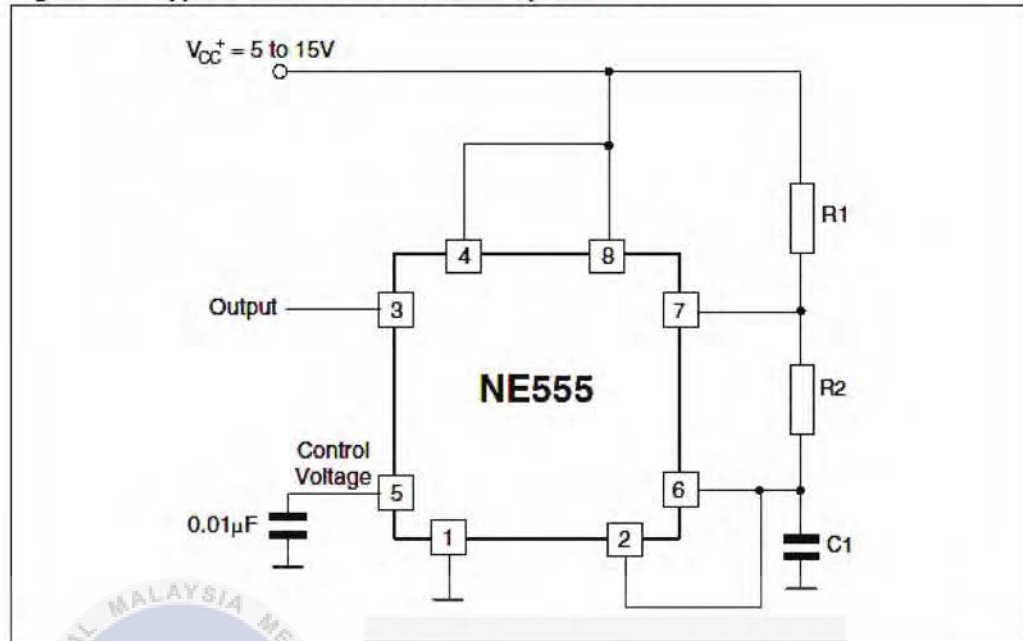 V_CC^+ = 5 to 15V
R1
4
8
Output
3
7
NE555
R2
Control
Voltage
5
6
0.01μF
1
2
C1
MALAYSIA